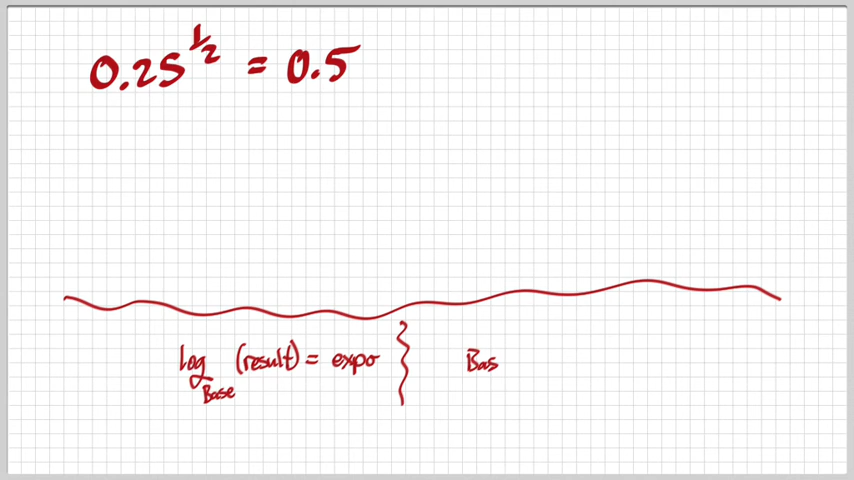 0.25^1/2 = 0.5
log_Base (result) = expo } Bas